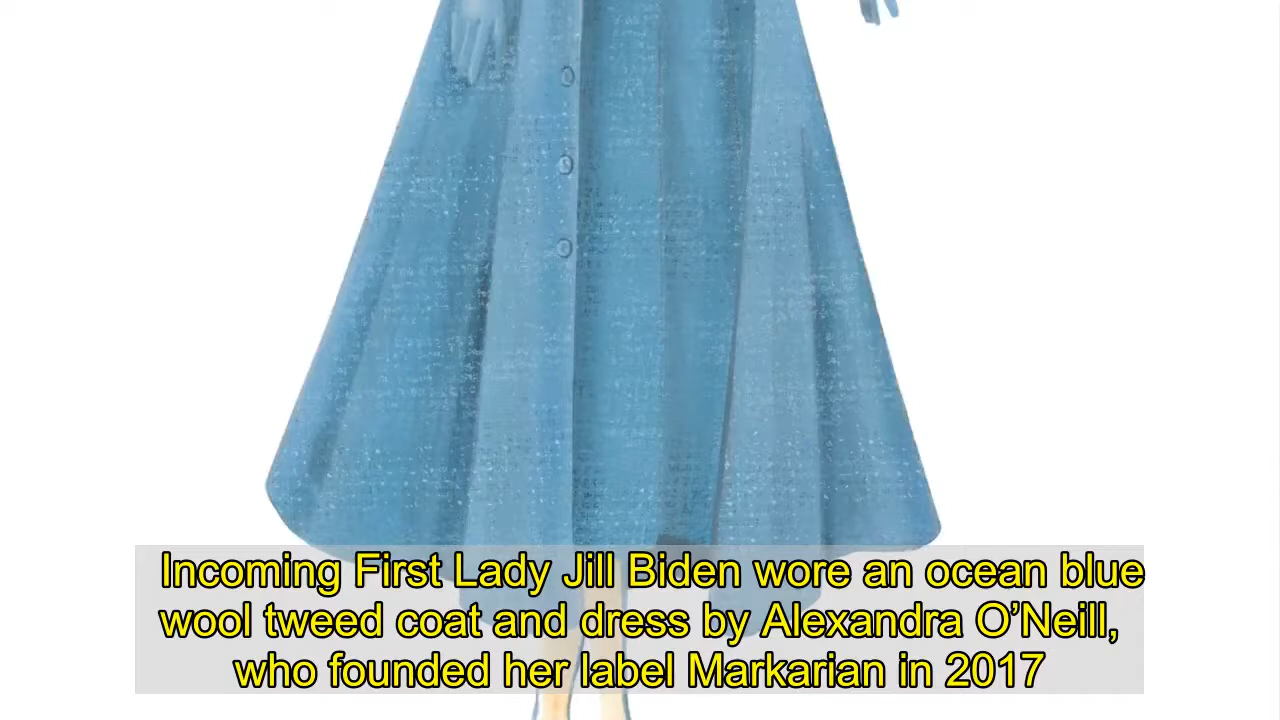 Incoming First Lady Jill Biden wore an ocean blue
wool tweed coat and dress by Alexandra O’Neill,
who founded her label Markarian in 2017